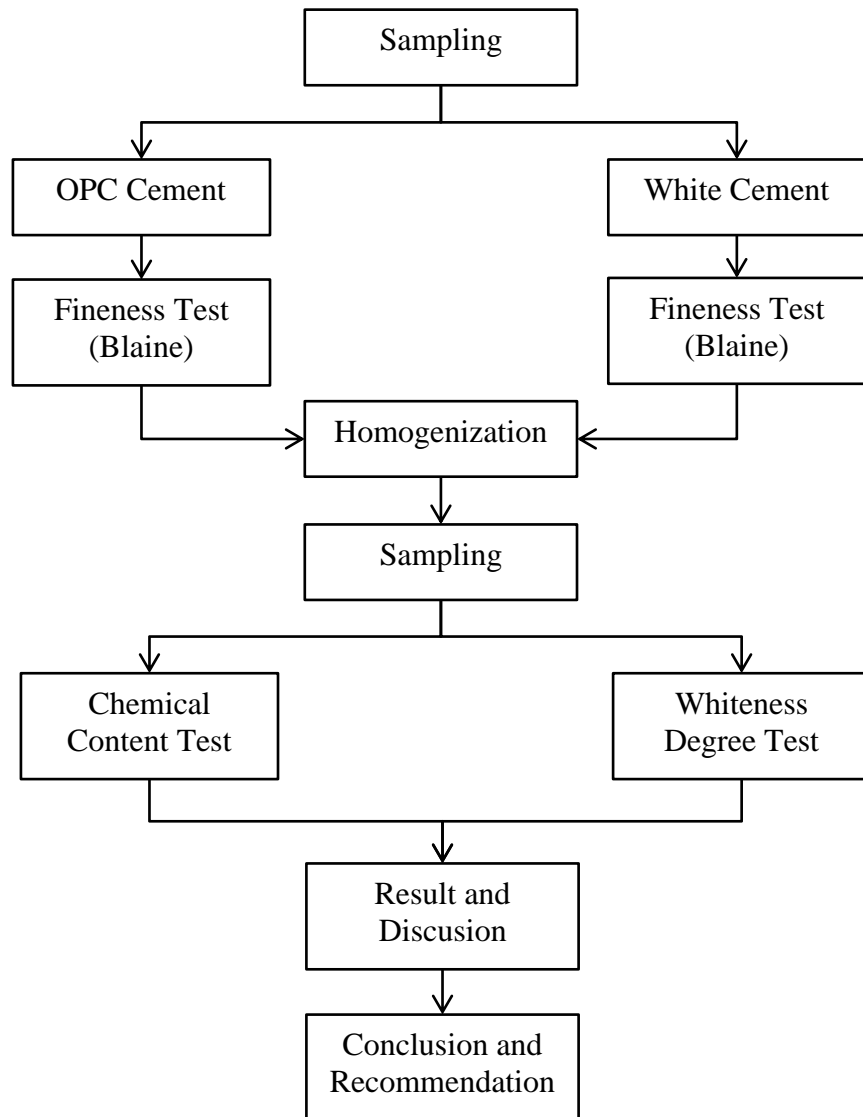 Sampling
OPC Cement
White Cement
Fineness Test
(Blaine)
Fineness Test
(Blaine)
Homogenization
Sampling
Chemical
Content Test
Whiteness
Degree Test
Result and
Discusion
Conclusion and
Recommendation